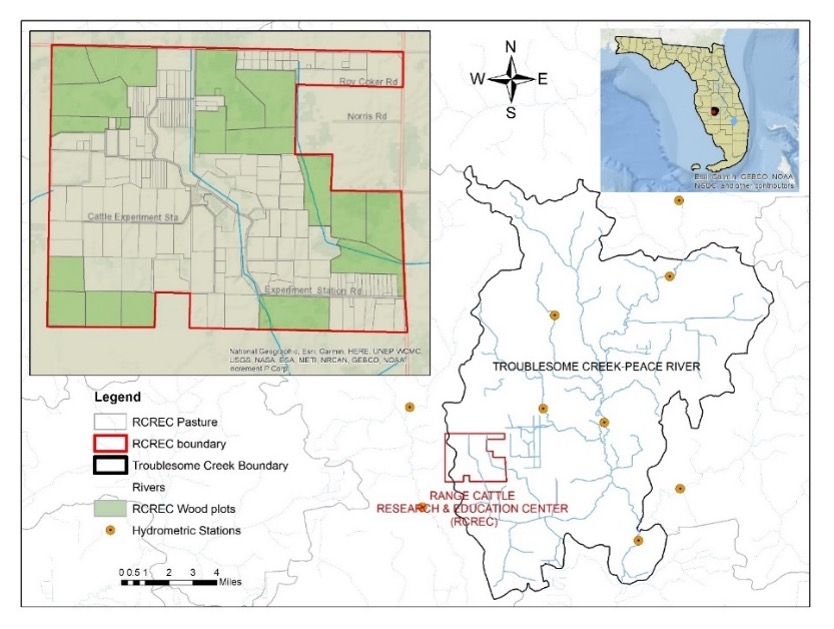 Roy Coker Rd
Norris Rd
Cattle Experiment Sta
Experiment Station Rd
National Geographic, Esri, Garmin, HERE, UNEP-WCMC,
USGS, NASA, ESA, METI, NRCAN, GEBCO, NOAA,
increment P Corp.
N
W
E
S
Esri, Garmin, GEBCO, NOAA
NGDC, and other contributors
TROUBLESOME CREEK-PEACE RIVER
RANGE CATTLE
RESEARCH & EDUCATION CENTER
(RCREC)
Legend
RCREC Pasture
RCREC boundary
Troublesome Creek Boundary
Rivers
RCREC Wood plots
Hydrometric Stations
0 0.5 1 2 3 4
Miles